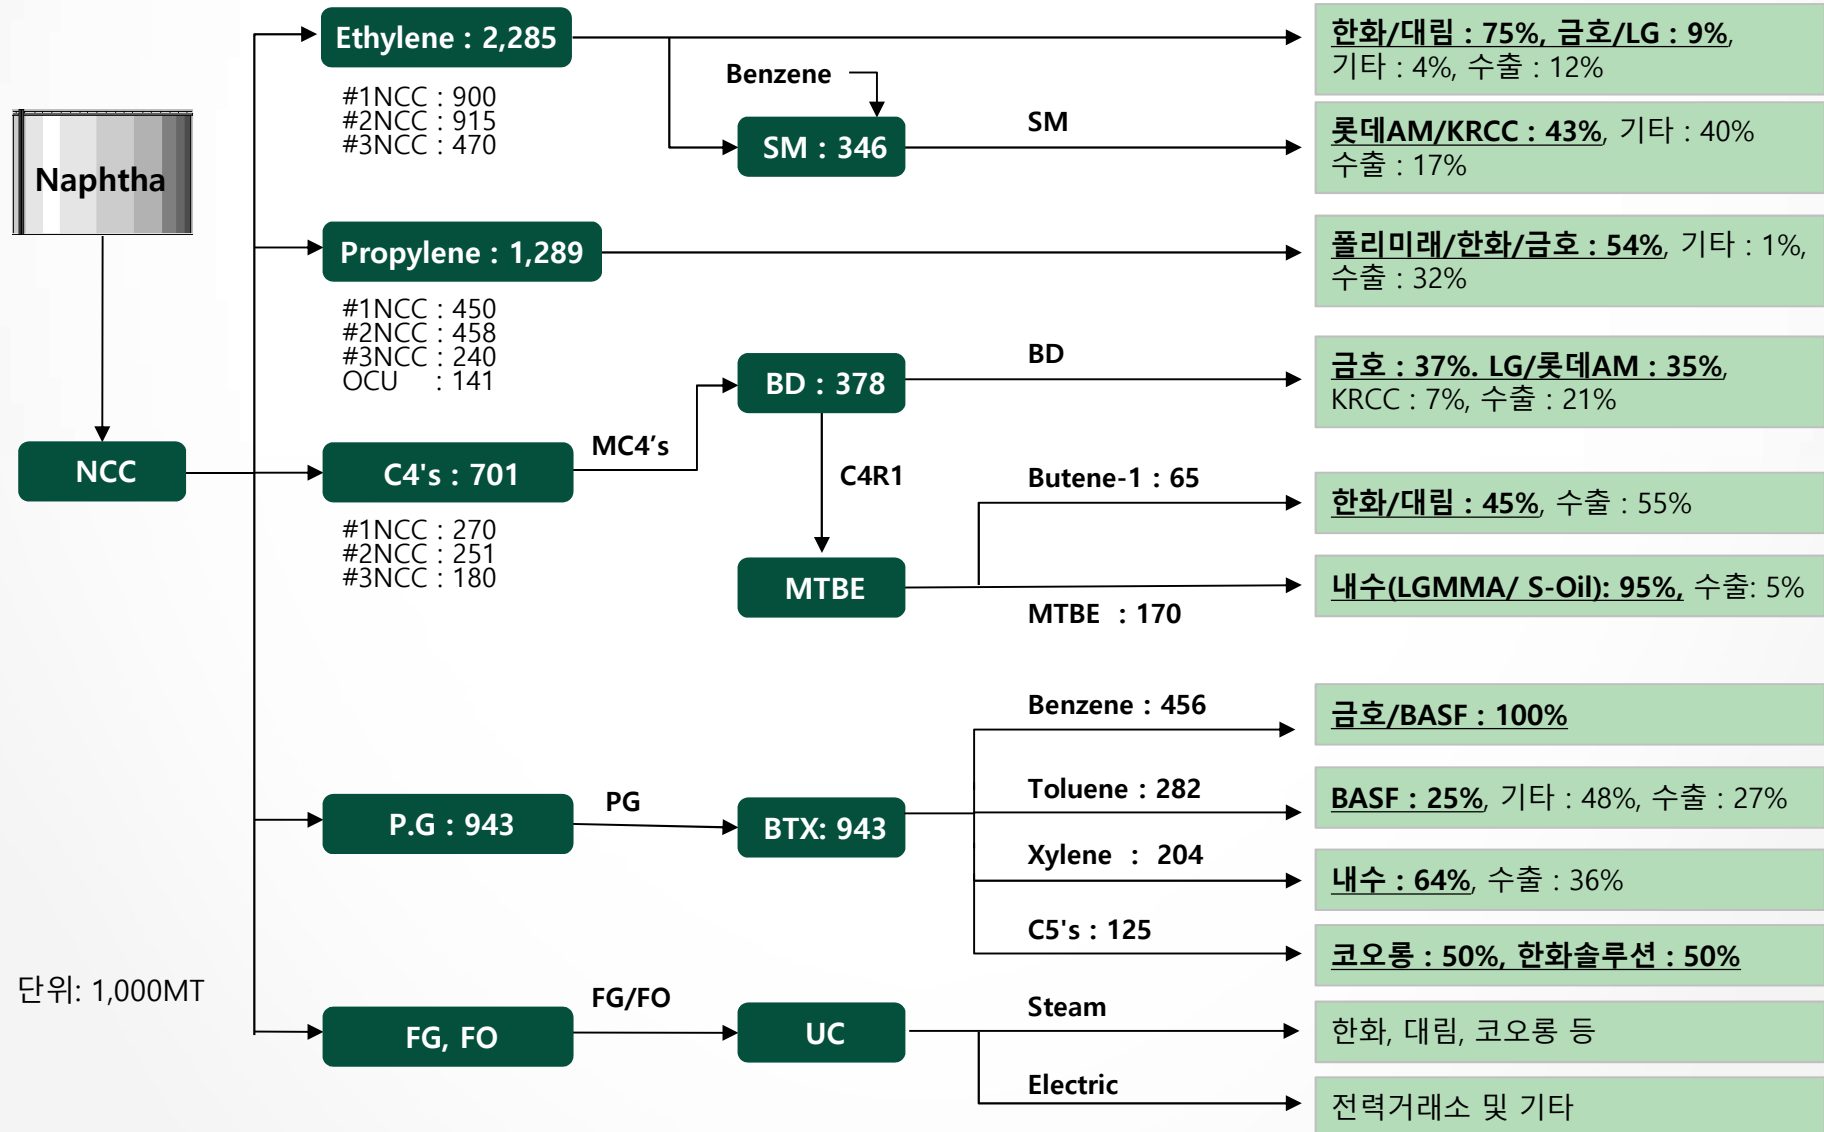 Ethylene : 2,285
#1NCC : 900
#2NCC : 915
#3NCC : 470
Benzene
SM : 346
SM
한화/대림 : 75%, 금호/LG : 9%,
기타 : 4%, 수출 : 12%
롯데AM/KRCC : 43%, 기타 : 40%
수출 : 17%
Naphtha
NCC
Propylene : 1,289
#1NCC : 450
#2NCC : 458
#3NCC : 240
OCU : 141
폴리미래/한화/금호 : 54%, 기타 : 1%,
수출 : 32%
C4's : 701
#1NCC : 270
#2NCC : 251
#3NCC : 180
MC4’s
BD : 378
BD
금호 : 37%. LG/롯데AM : 35%,
KRCC : 7%, 수출 : 21%
C4R1
MTBE
Butene-1 : 65
한화/대림 : 45%, 수출 : 55%
MTBE : 170
내수(LGMMA/ S-Oil): 95%, 수출: 5%
P.G : 943
PG
BTX: 943
Benzene : 456
금호/BASF : 100%
Toluene : 282
BASF : 25%, 기타 : 48%, 수출 : 27%
Xylene : 204
내수 : 64%, 수출 : 36%
C5's : 125
코오롱 : 50%, 한화솔루션 : 50%
단위: 1,000MT
FG, FO
FG/FO
UC
Steam
한화, 대림, 코오롱 등
Electric
전력거래소 및 기타